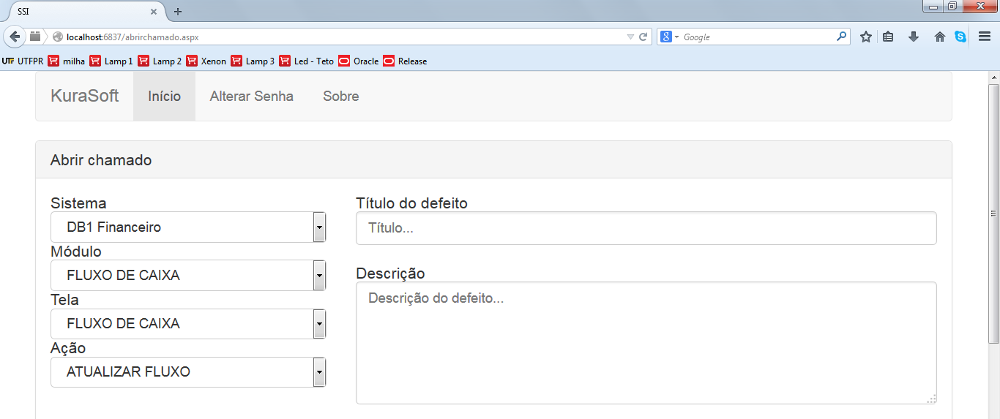 SSI
localhost:6837/abrirchamado.aspx
Google
UTFPR milha Lamp 1 Lamp 2 Xenon Lamp 3 Led - Teto Oracle Release
KuraSoft Início Alterar Senha Sobre
Abrir chamado
Sistema
DB1 Financeiro
Módulo
FLUXO DE CAIXA
Tela
FLUXO DE CAIXA
Ação
ATUALIZAR FLUXO
Título do defeito
Título...
Descrição
Descrição do defeito...